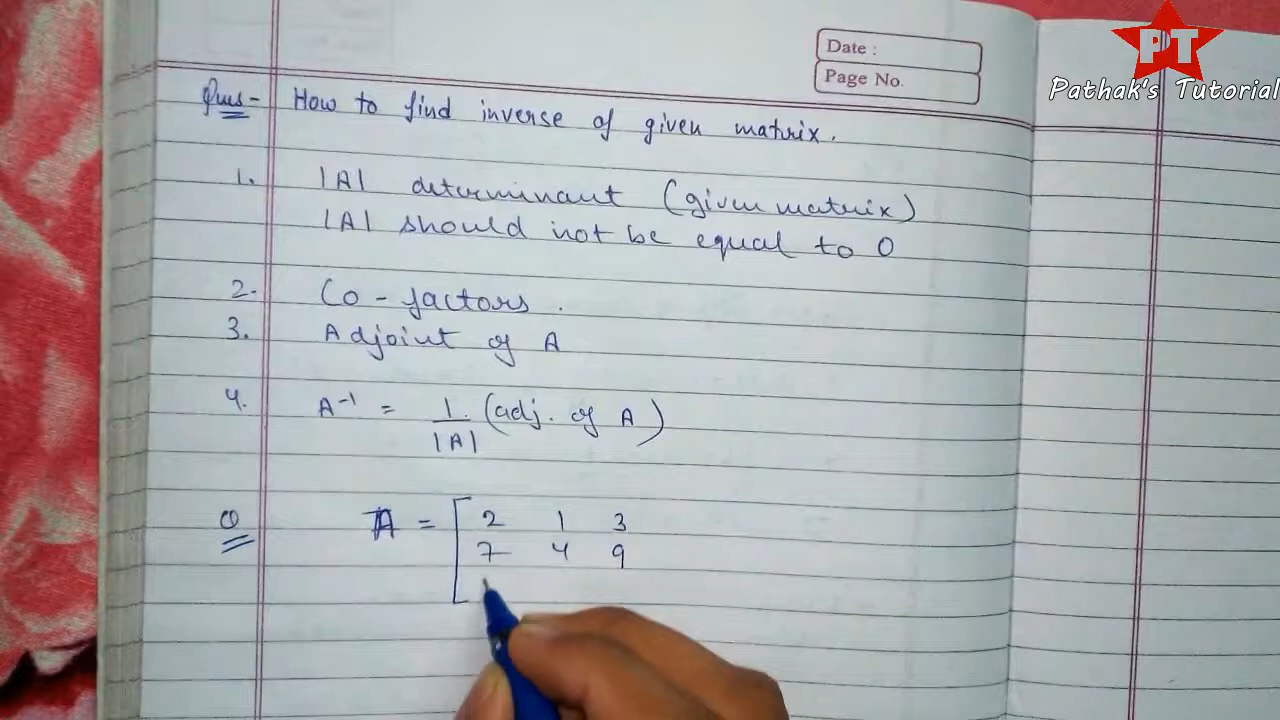 PT
Pathak's Tutorial
Date :
Page No.
Ques- How to find inverse of given matrix.
1. |A| determinant (given matrix)
|A| should not be equal to 0
2. Co-factors.
3. Adjoint of A
4. A⁻¹ = 1/|A| (adj. of A)
Q A = [ 2 1 3
7 4 9